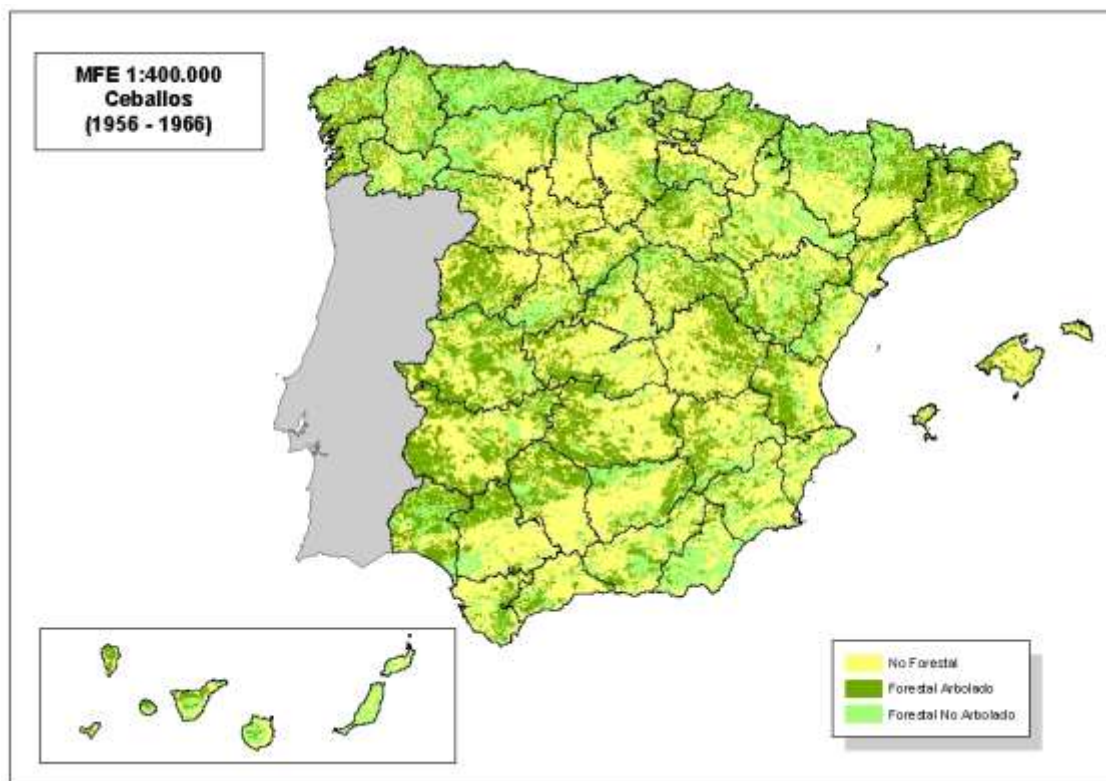 MFE 1:400.000
Ceballos
(1956 - 1966)
No Forestal
Forestal Arbolado
Forestal No Arbolado